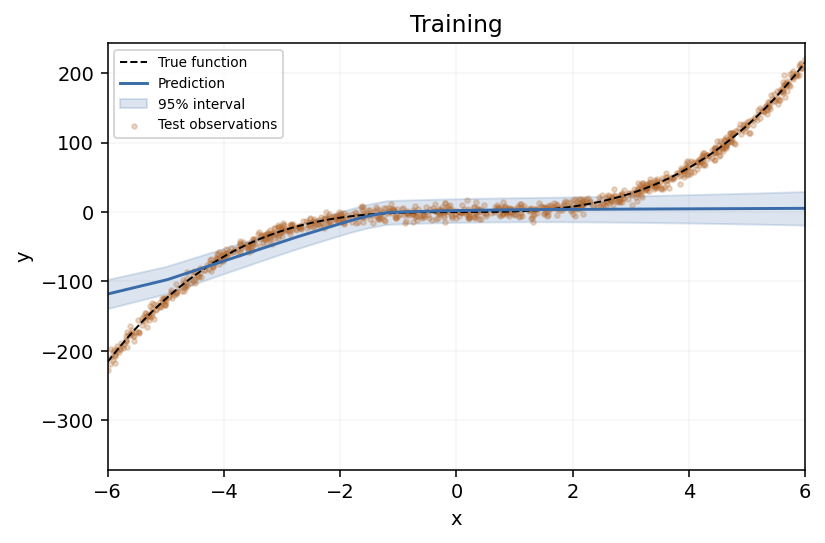 Training
True function
Prediction
95% interval
Test observations
200
100
0
−100
−200
−300
y
−6
−4
−2
0
2
4
6
x